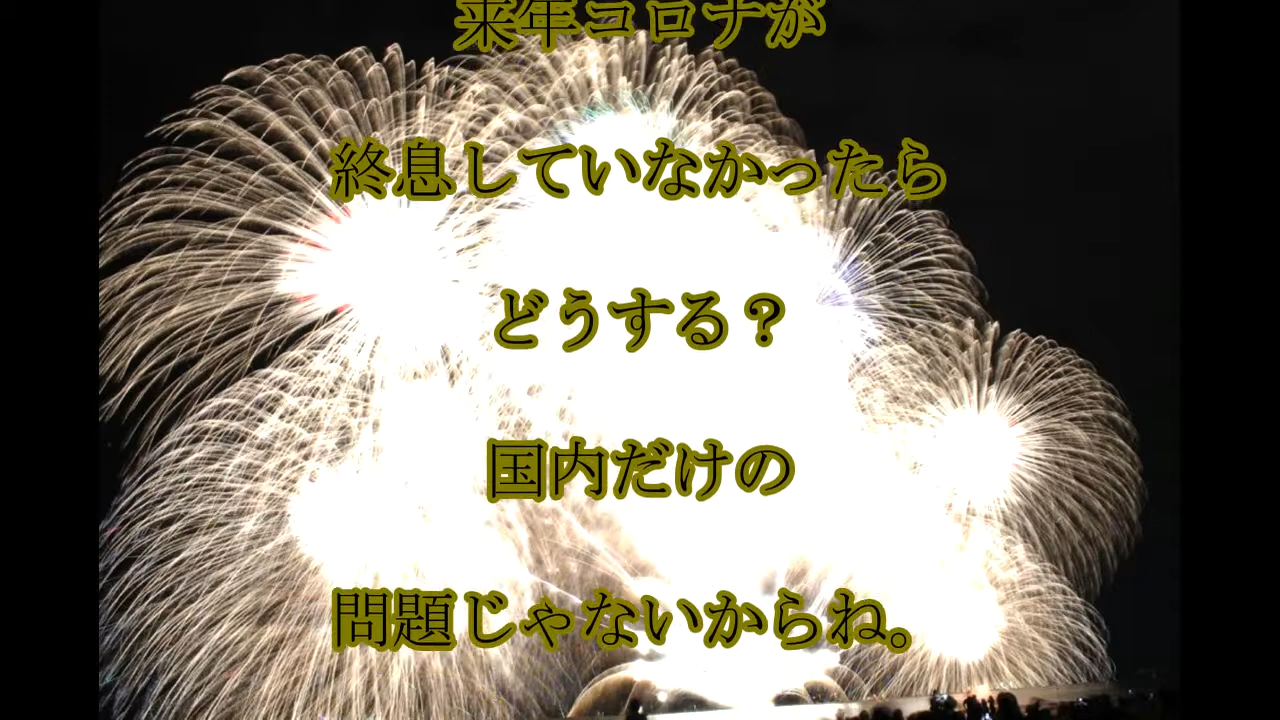 来年コロナが
終息していなかったら
どうする？
国内だけの
問題じゃないからね。